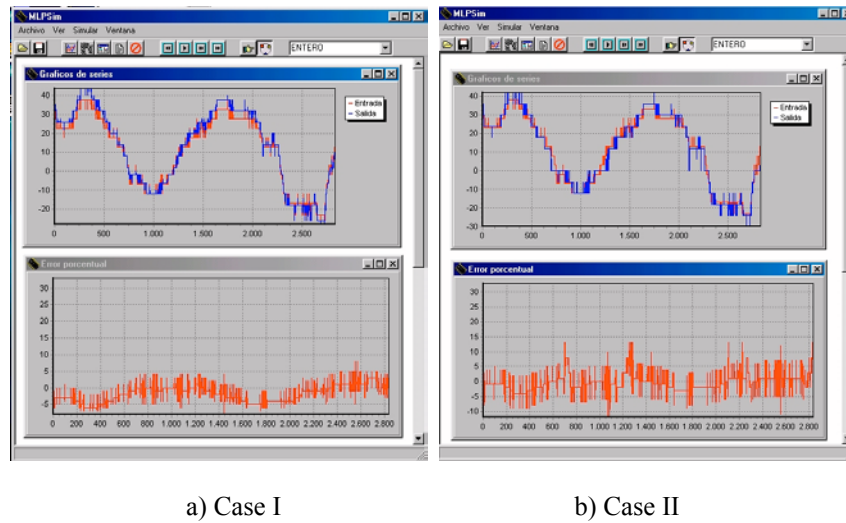 MLPSim
Archivo Ver Simular Ventana
ENTERO
Graficos de series
40
30
20
10
0
-10
-20
0 500 1.000 1.500 2.000 2.500
Entrada
Salida
Error porcentual
30
25
20
15
10
5
0
-5
0 200 400 600 800 1.000 1.200 1.400 1.600 1.800 2.000 2.200 2.400 2.600 2.800
a) Case I
MLPSim
Archivo Ver Simular Ventana
ENTERO
Graficos de series
40
30
20
10
0
-10
-20
-30
0 500 1.000 1.500 2.000 2.500
Entrada
Salida
Error porcentual
30
25
20
15
10
5
0
-5
-10
0 200 400 600 800 1.000 1.200 1.400 1.600 1.800 2.000 2.200 2.400 2.600 2.800
b) Case II